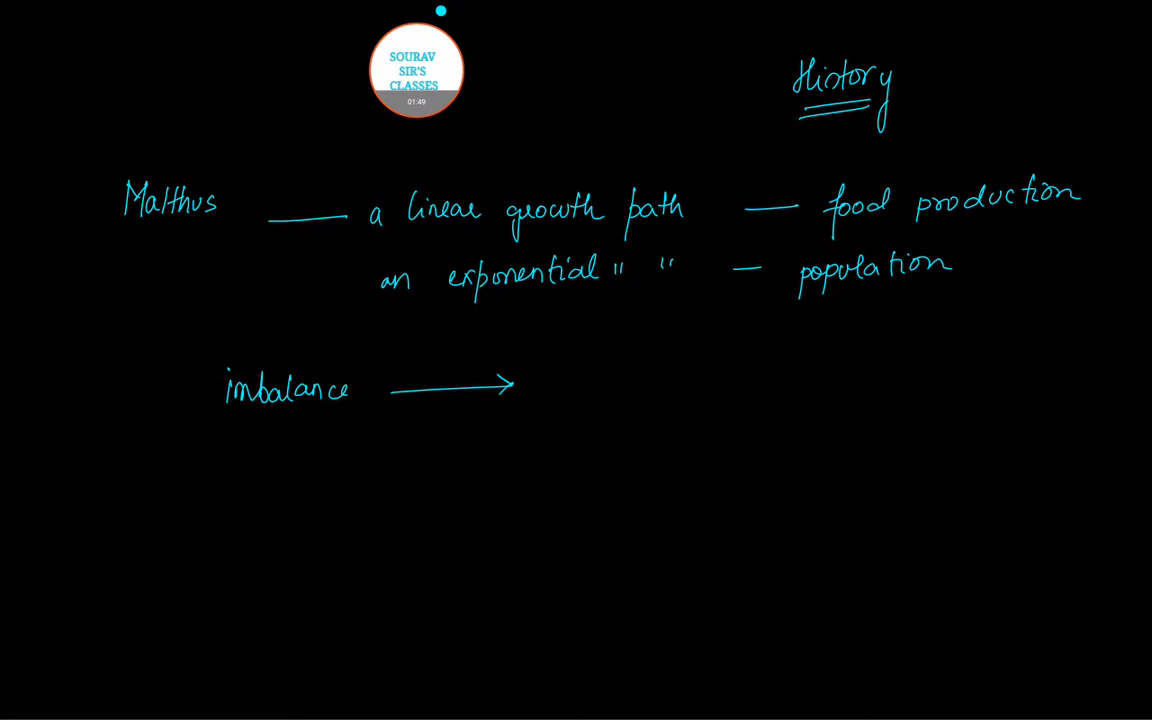 SOURAV
SIR'S
CLASSES
01:49
History
Malthus — a linear growth path — food production
an exponential " " — population
imbalance →